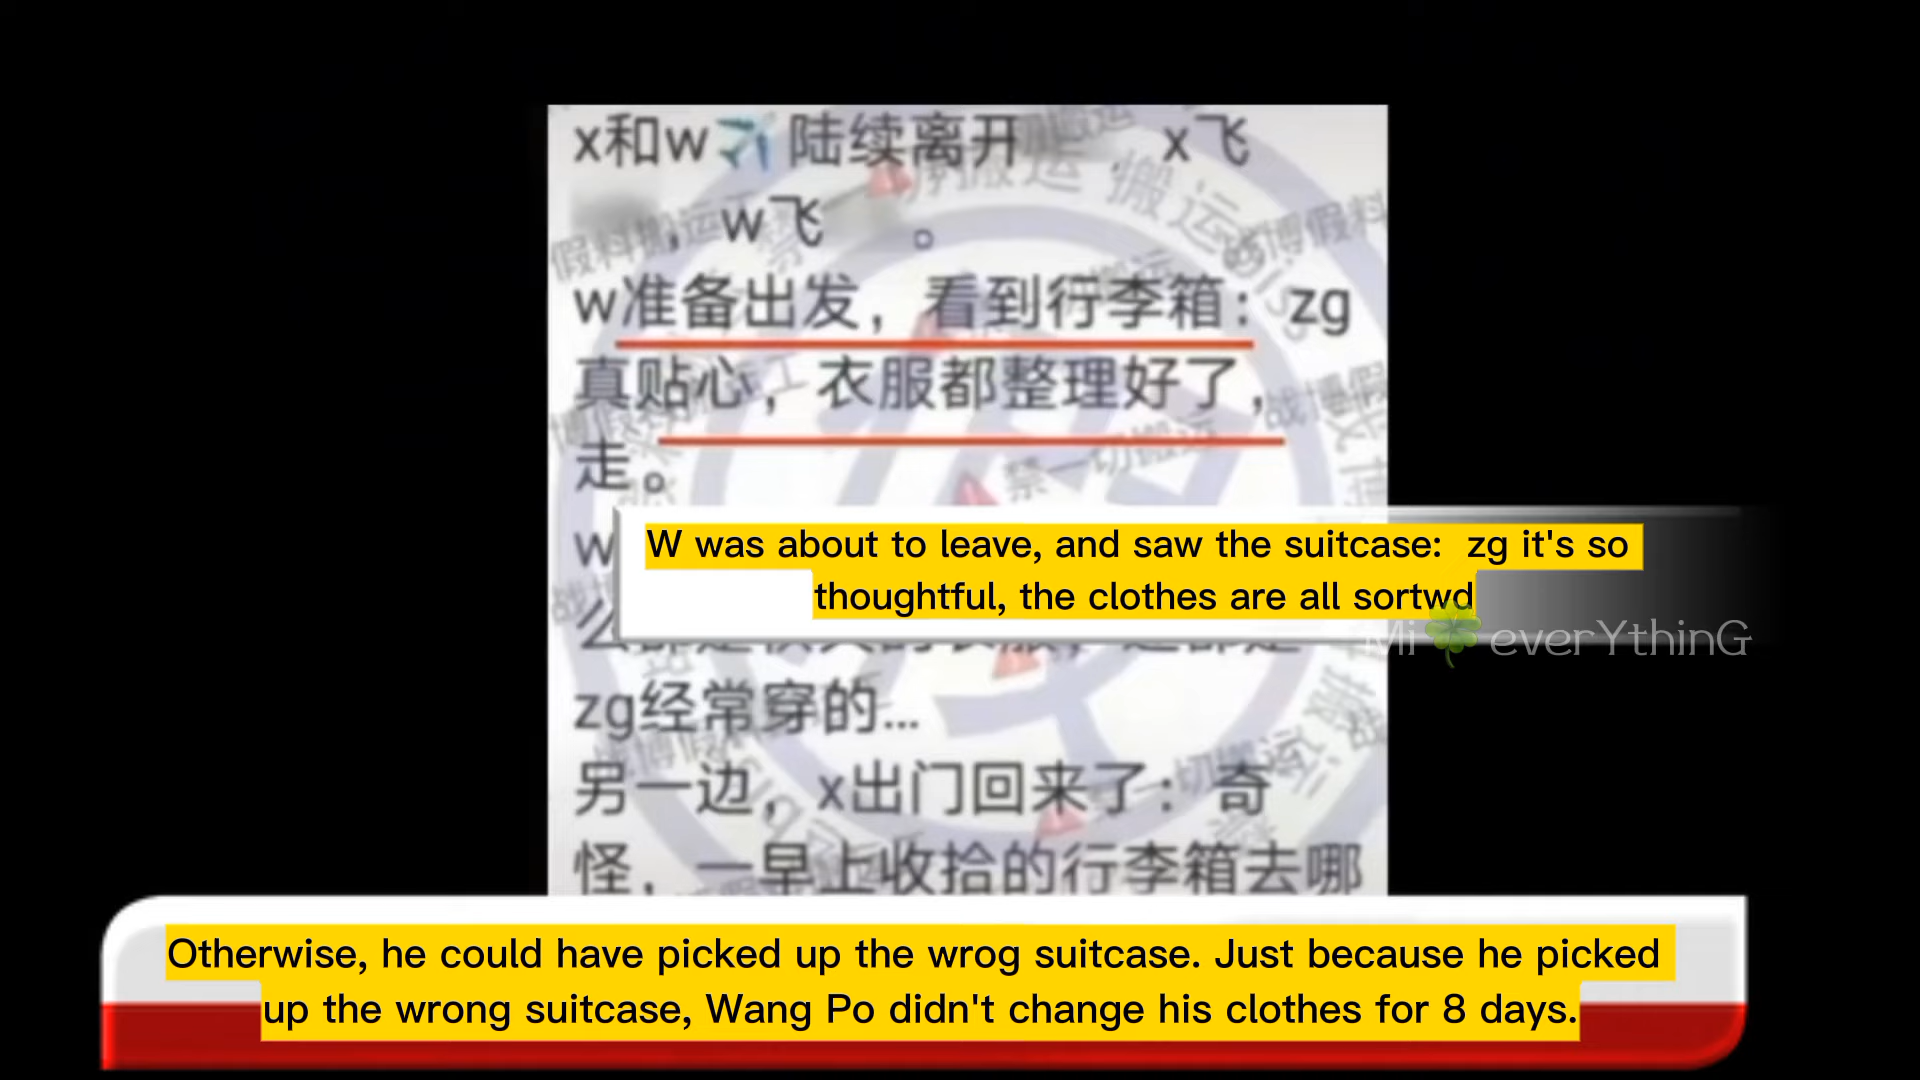 x和w✈️陆续离开 x飞
，w飞 。
w准备出发，看到行李箱：zg
真贴心，衣服都整理好了，
走。
w
W was about to leave, and saw the suitcase: zg it's so
thoughtful, the clothes are all sortwd
Mi🍀everYthinG
zg经常穿的...
另一边，x出门回来了：奇
怪，一早上收拾的行李箱去哪
Otherwise, he could have picked up the wrog suitcase. Just because he picked
up the wrong suitcase, Wang Po didn't change his clothes for 8 days.